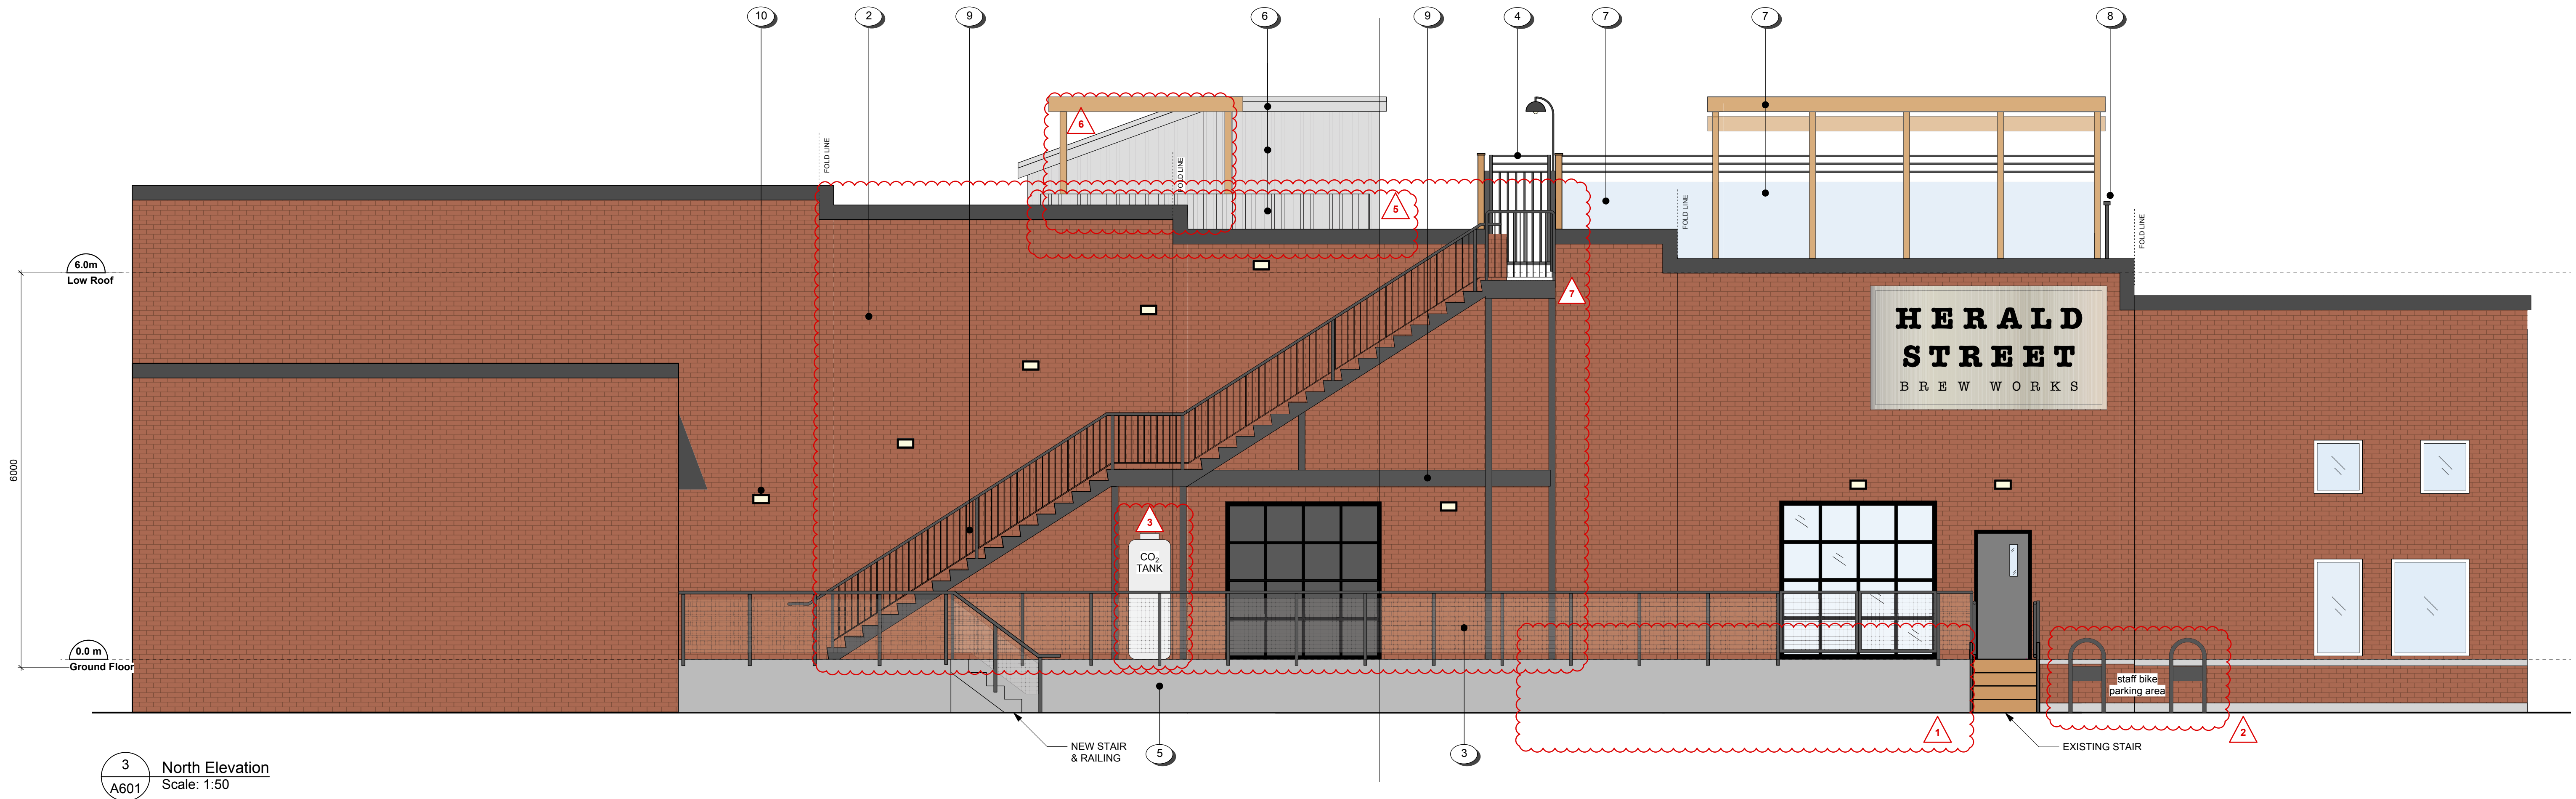 10
2
9
6
9
4
7
7
8
6
FOLD LINE
FOLD LINE
5
FOLD LINE
FOLD LINE
6.0m
Low Roof
7
HERALD
STREET
BREW WORKS
6000
3
CO2
TANK
0.0 m
Ground Floor
staff bike
parking area
1
2
NEW STAIR
& RAILING
5
3
EXISTING STAIR
3
A601
North Elevation
Scale: 1:50